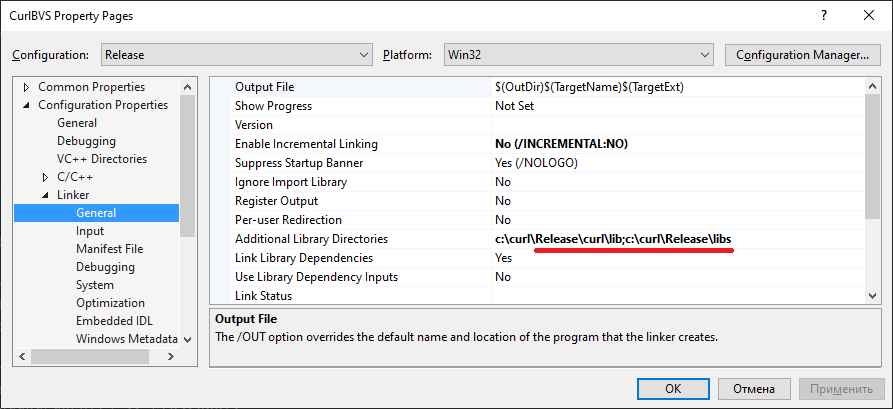 CurlBVS Property Pages
Configuration: Release Platform: Win32 Configuration Manager...
Common Properties
Configuration Properties
General
Debugging
VC++ Directories
C/C++
Linker
General
Input
Manifest File
Debugging
System
Optimization
Embedded IDL
Windows Metadata
Output File $(OutDir)$(TargetName)$(TargetExt)
Show Progress Not Set
Version
Enable Incremental Linking No (/INCREMENTAL:NO)
Suppress Startup Banner Yes (/NOLOGO)
Ignore Import Library No
Register Output No
Per-user Redirection No
Additional Library Directories c:\curl\Release\curl\lib;c:\curl\Release\libs
Link Library Dependencies Yes
Use Library Dependency Inputs No
Link Status
Output File
The /OUT option overrides the default name and location of the program that the linker creates.
OK Отмена Применить